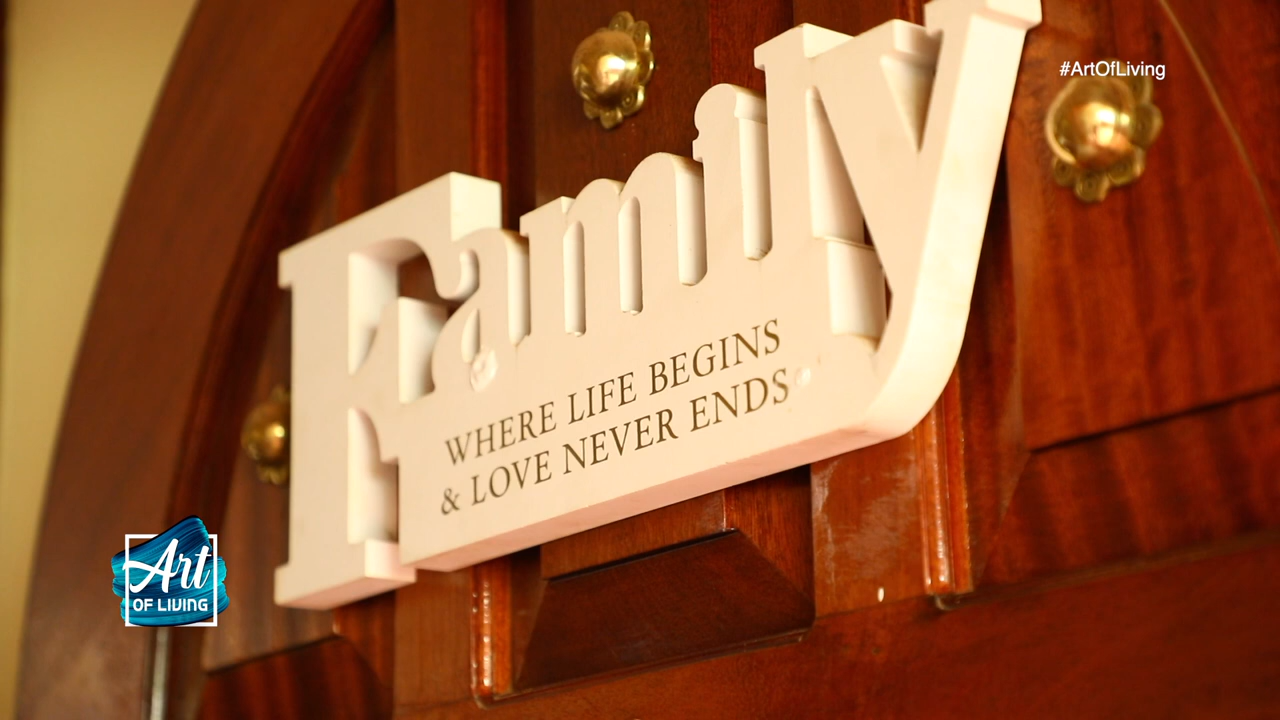 #ArtOfLiving
Family
WHERE LIFE BEGINS
& LOVE NEVER ENDS
Art
OF LIVING